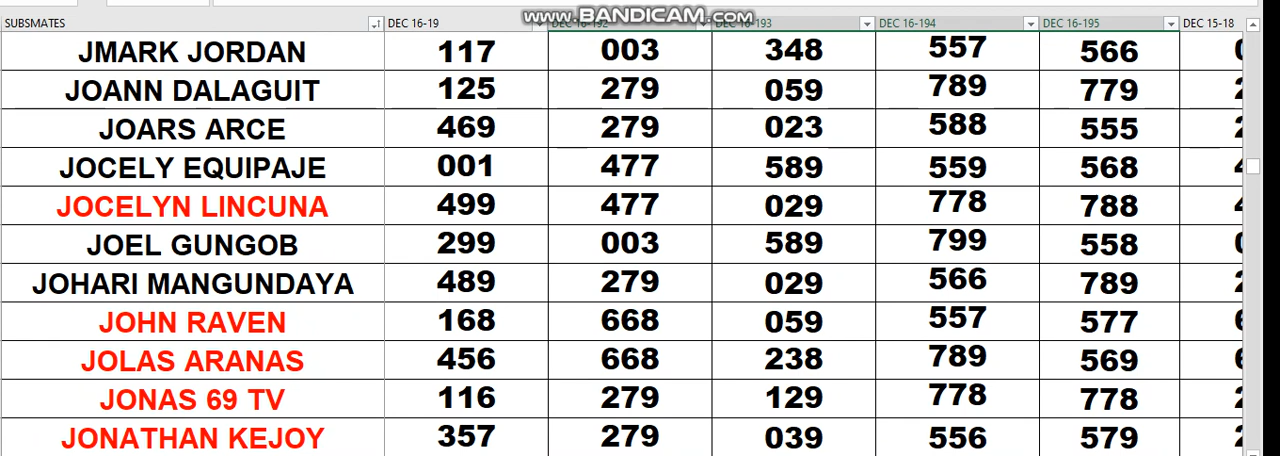 www.BANDICAM.com
SUBSMATES DEC 16-19 DEC 16-192 DEC 16-193 DEC 16-194 DEC 16-195 DEC 15-18
JMARK JORDAN 117 003 348 557 566
JOANN DALAGUIT 125 279 059 789 779
JOARS ARCE 469 279 023 588 555
JOCELY EQUIPAJE 001 477 589 559 568
JOCELYN LINCUNA 499 477 029 778 788
JOEL GUNGOB 299 003 589 799 558
JOHARI MANGUNDAYA 489 279 029 566 789
JOHN RAVEN 168 668 059 557 577
JOLAS ARANAS 456 668 238 789 569
JONAS 69 TV 116 279 129 778 778
JONATHAN KEJOY 357 279 039 556 579